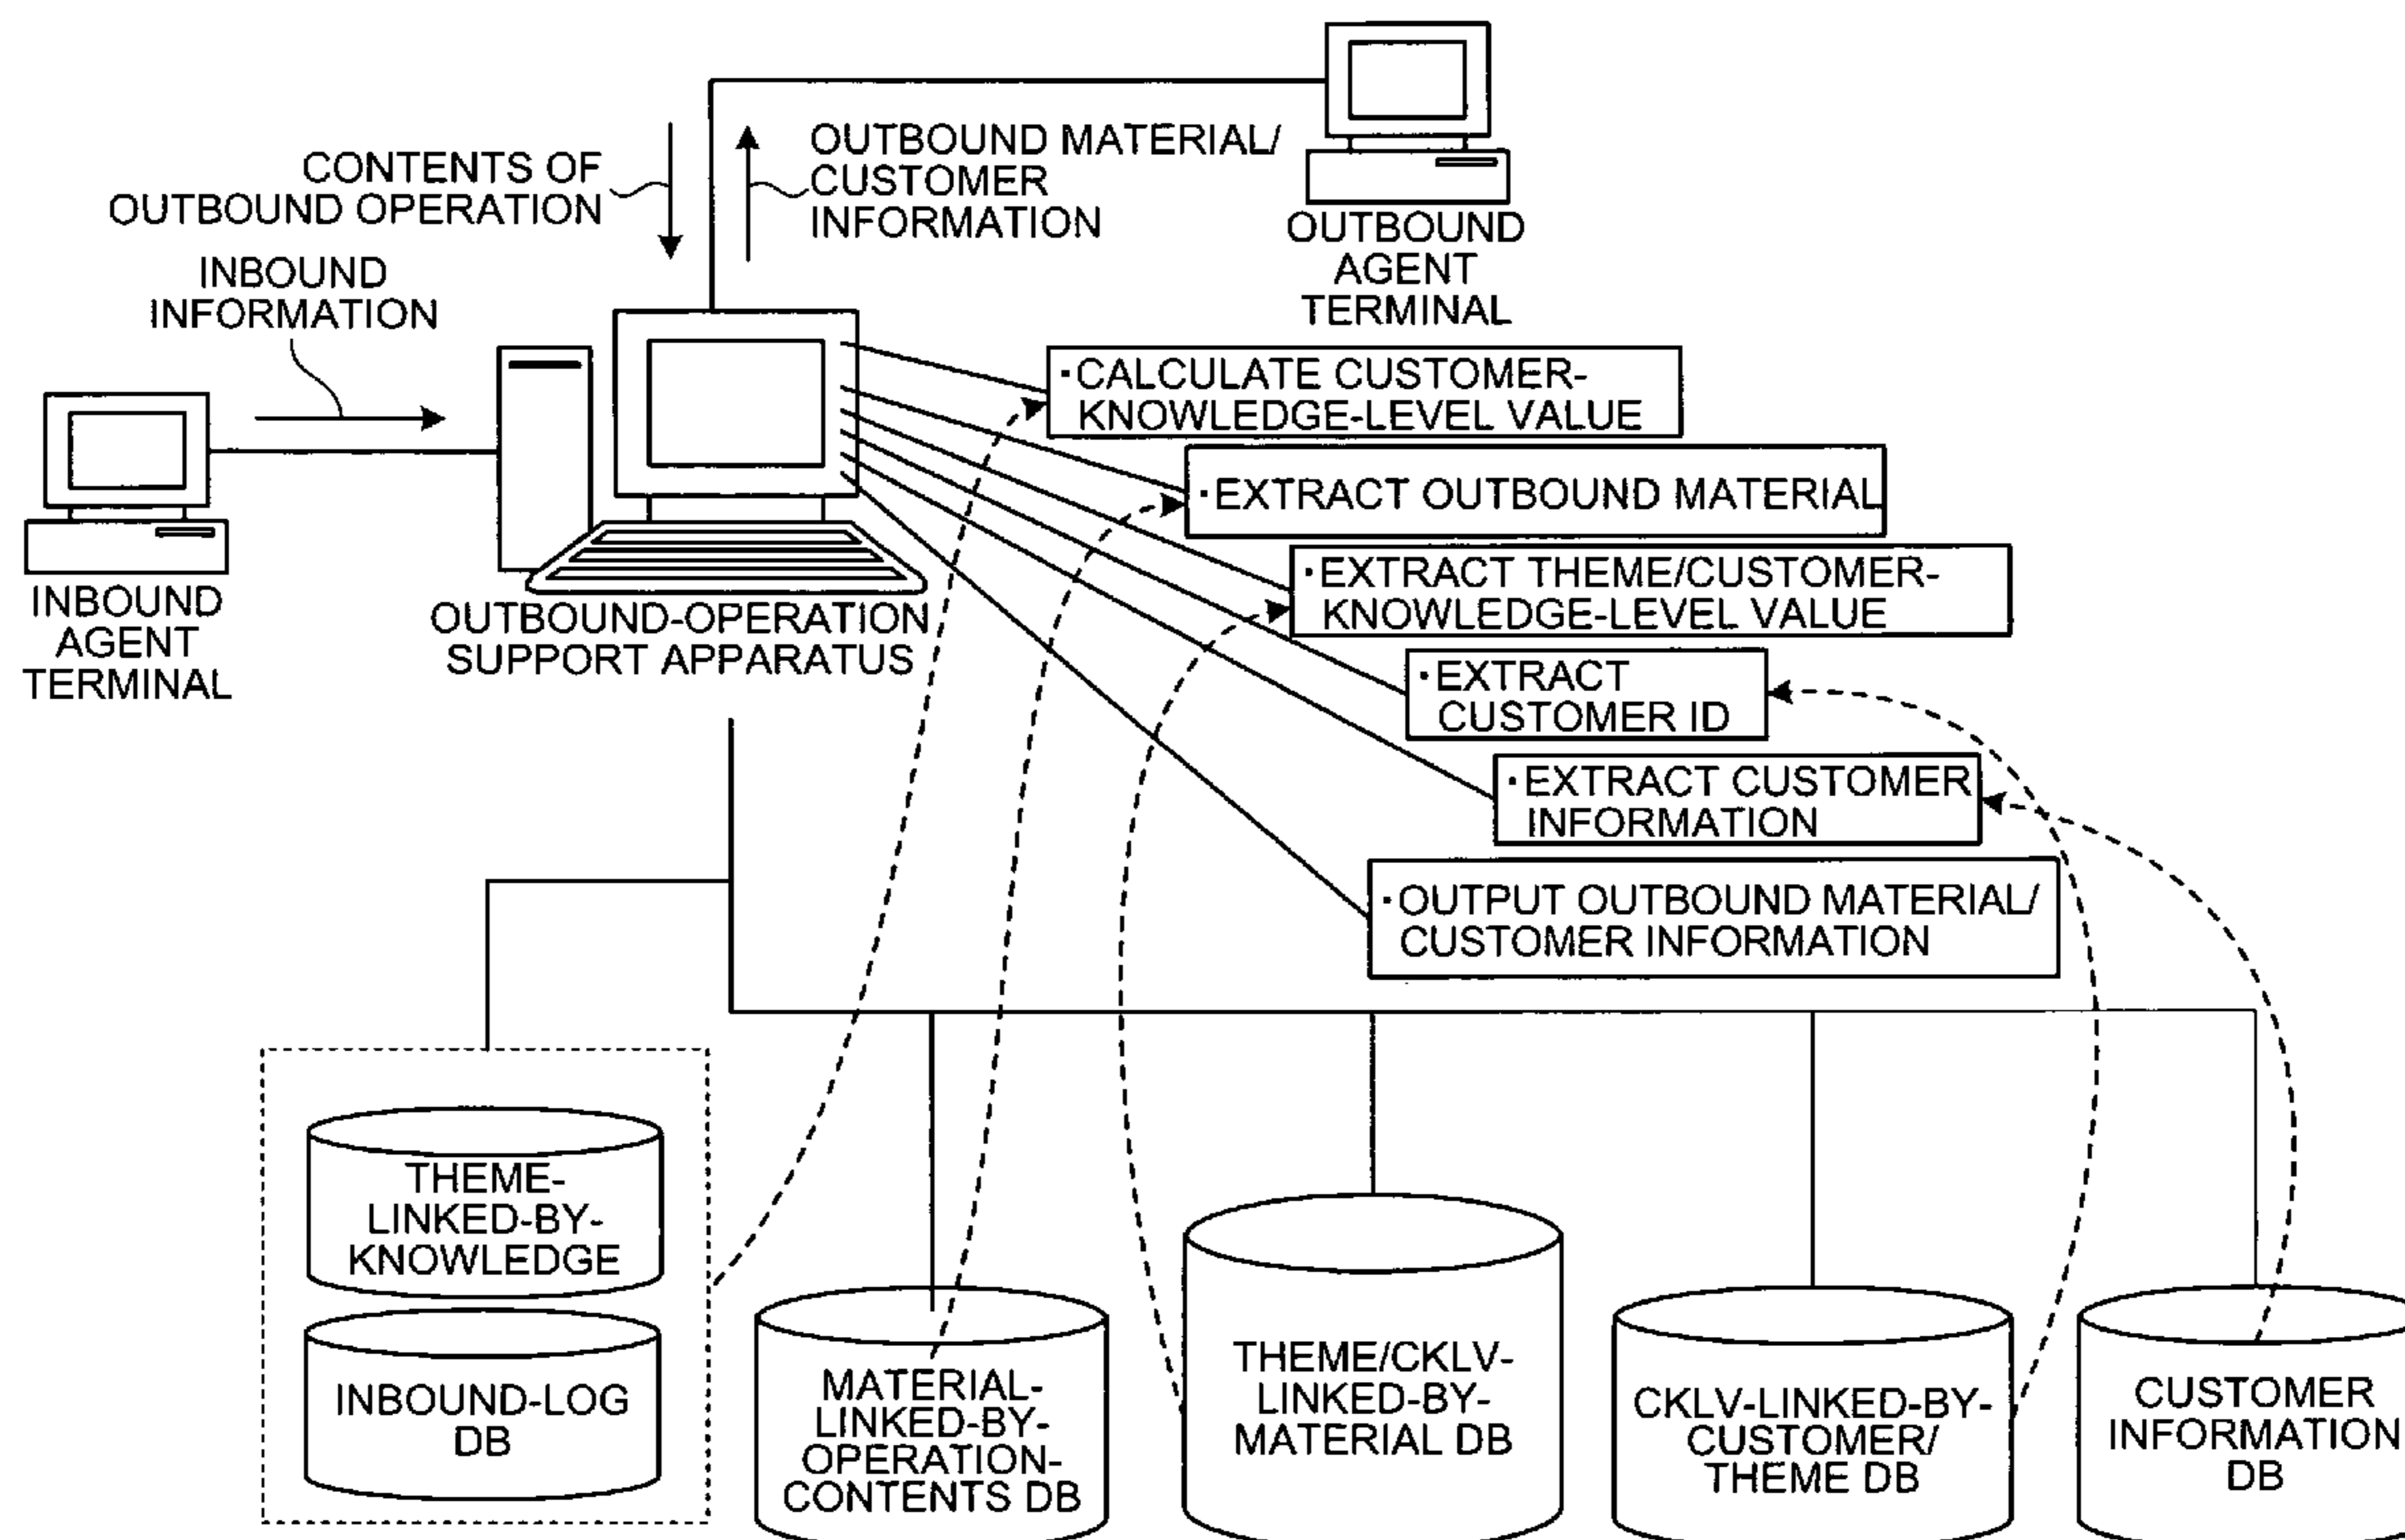 CONTENTS OF
OUTBOUND OPERATION
OUTBOUND MATERIAL/
CUSTOMER
INFORMATION
OUTBOUND
AGENT
TERMINAL
INBOUND
INFORMATION
INBOUND
AGENT
TERMINAL
OUTBOUND-OPERATION
SUPPORT APPARATUS
·CALCULATE CUSTOMER-
KNOWLEDGE-LEVEL VALUE
·EXTRACT OUTBOUND MATERIAL
·EXTRACT THEME/CUSTOMER-
KNOWLEDGE-LEVEL VALUE
·EXTRACT
CUSTOMER ID
·EXTRACT CUSTOMER
INFORMATION
·OUTPUT OUTBOUND MATERIAL/
CUSTOMER INFORMATION
THEME-
LINKED-BY-
KNOWLEDGE
INBOUND-LOG
DB
MATERIAL-
LINKED-BY-
OPERATION-
CONTENTS DB
THEME/CKLV-
LINKED-BY-
MATERIAL DB
CKLV-LINKED-BY-
CUSTOMER/
THEME DB
CUSTOMER
INFORMATION
DB